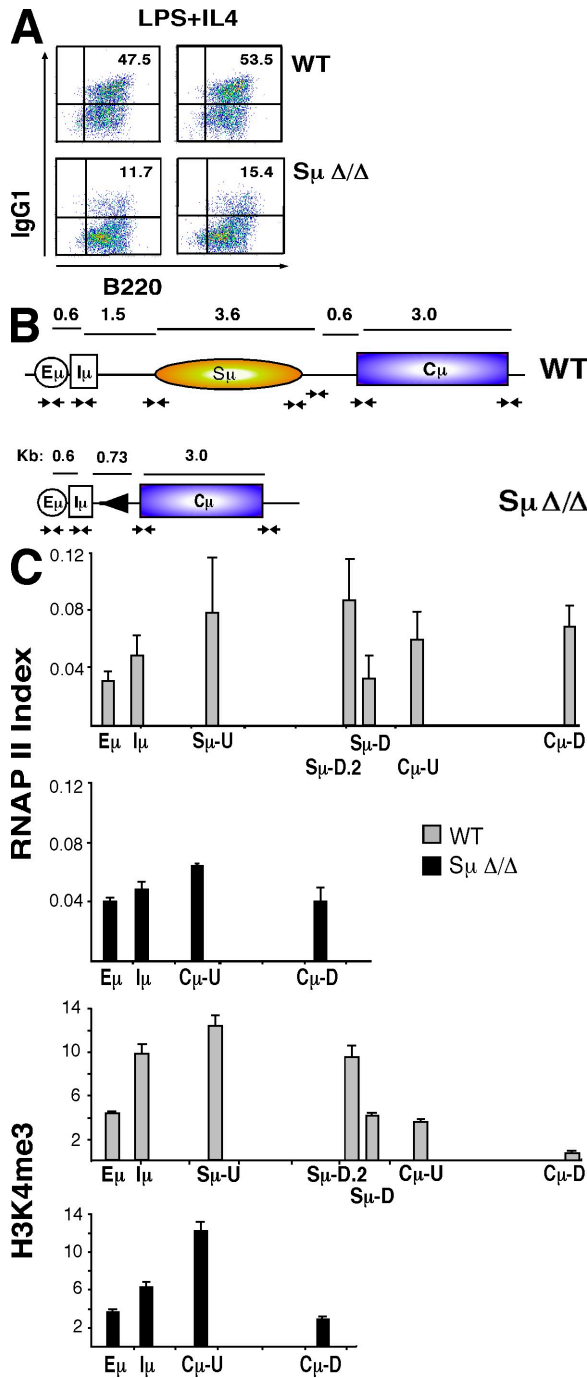 A
LPS+IL4
47.5 53.5 WT
11.7 15.4 Sμ Δ/Δ
IgG1
B220
B
0.6 1.5 3.6 0.6 3.0
Eμ Iμ Sμ Cμ WT
Kb: 0.6 0.73 3.0
Eμ Iμ Cμ Sμ Δ/Δ
C
RNAP II Index
0.12
0.08
0.04
Eμ Iμ Sμ-U Sμ-D Cμ-D
Sμ-D.2 Cμ-U
0.12
0.08
0.04
WT
Sμ Δ/Δ
Eμ Iμ Cμ-U Cμ-D
H3K4me3
14
10
6
2
Eμ Iμ Sμ-U Sμ-D.2 Cμ-U Cμ-D
Sμ-D
14
10
6
2
Eμ Iμ Cμ-U Cμ-D